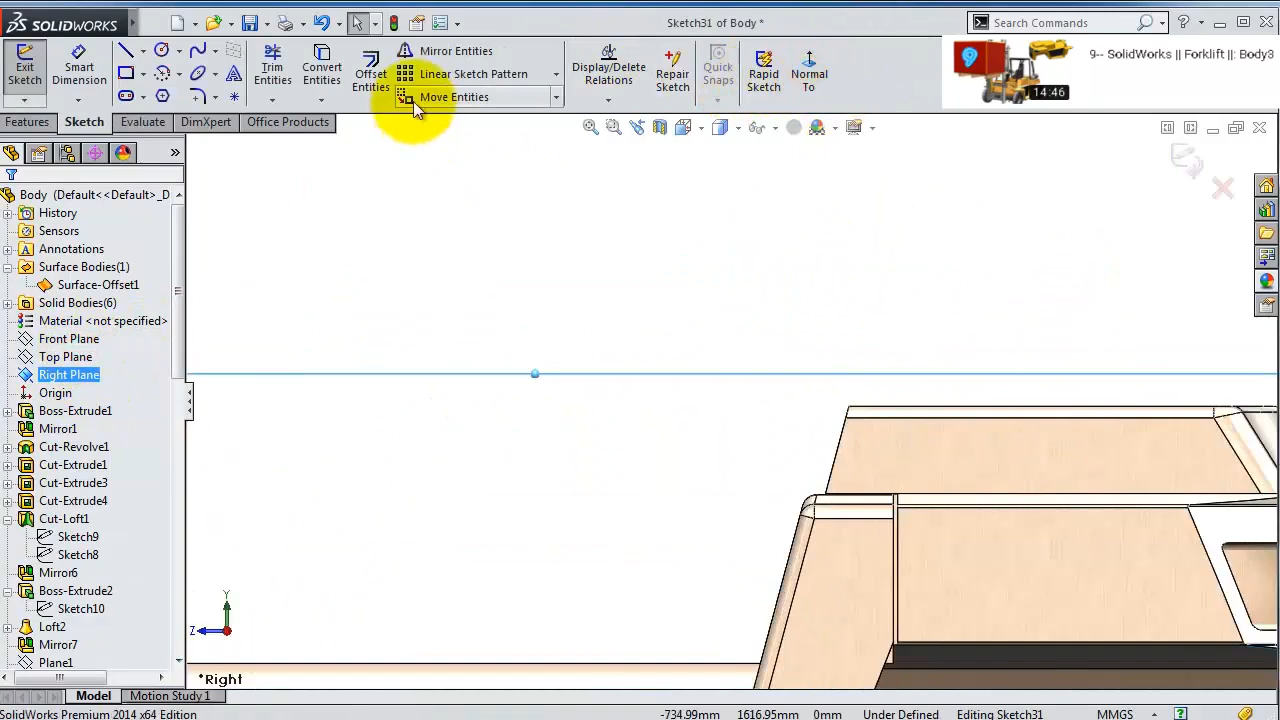 SOLIDWORKS
Sketch31 of Body *
Search Commands
Exit Sketch
Smart Dimension
Trim Entities
Convert Entities
Offset Entities
Mirror Entities
Linear Sketch Pattern
Move Entities
Display/Delete Relations
Repair Sketch
Quick Snaps
Rapid Sketch
Normal To
9
14:46
9-- SolidWorks || Forklift ||: Body3
Features
Sketch
Evaluate
DimXpert
Office Products
Body (Default<<Default>_D
History
Sensors
Annotations
Surface Bodies(1)
Surface-Offset1
Solid Bodies(6)
Material <not specified>
Front Plane
Top Plane
Right Plane
Origin
Boss-Extrude1
Mirror1
Cut-Revolve1
Cut-Extrude1
Cut-Extrude3
Cut-Extrude4
Cut-Loft1
Sketch9
Sketch8
Mirror6
Boss-Extrude2
Sketch10
Loft2
Mirror7
Plane1
Y
Z
*Right
Model
Motion Study 1
SolidWorks Premium 2014 x64 Edition
-734.99mm
1616.95mm
0mm
Under Defined
Editing Sketch31
MMGS